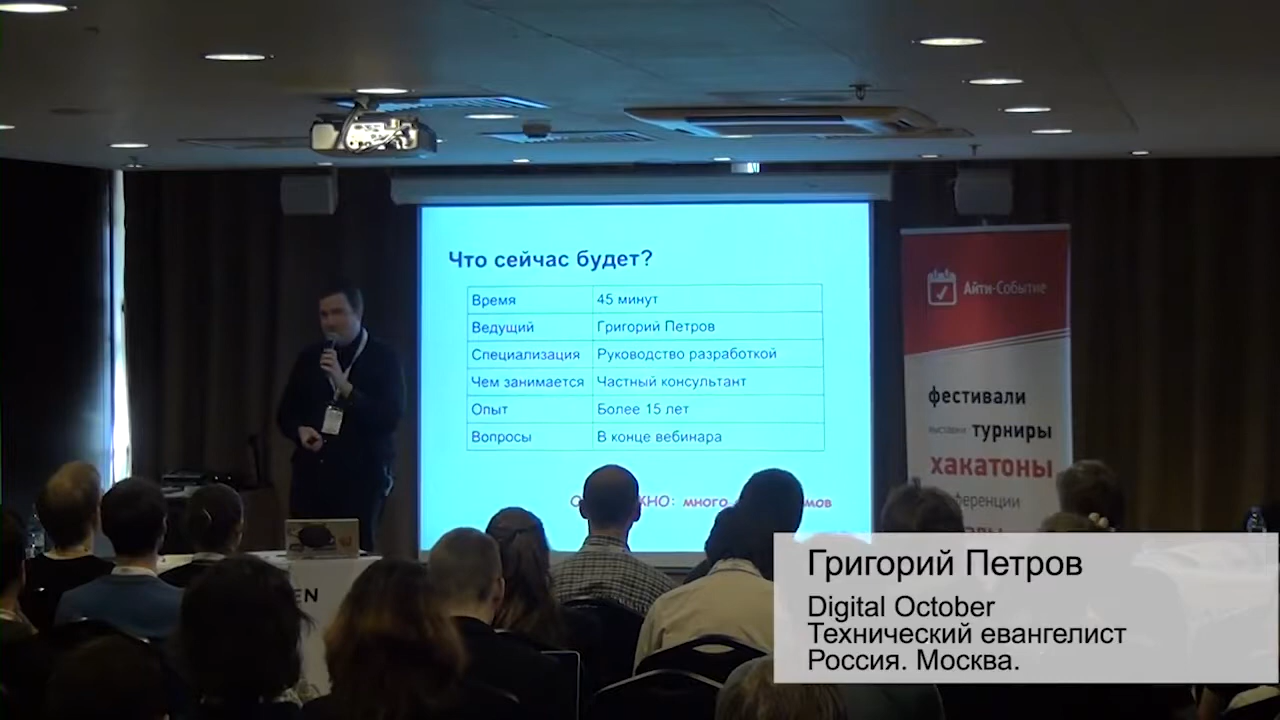 Что сейчас будет?
Время 45 минут
Ведущий Григорий Петров
Специализация Руководство разработкой
Чем занимается Частный консультант
Опыт Более 15 лет
Вопросы В конце вебинара
много
Айти-Событие
фестивали
выставки турниры
хакатоны
Григорий Петров
Digital October
Технический евангелист
Россия. Москва.